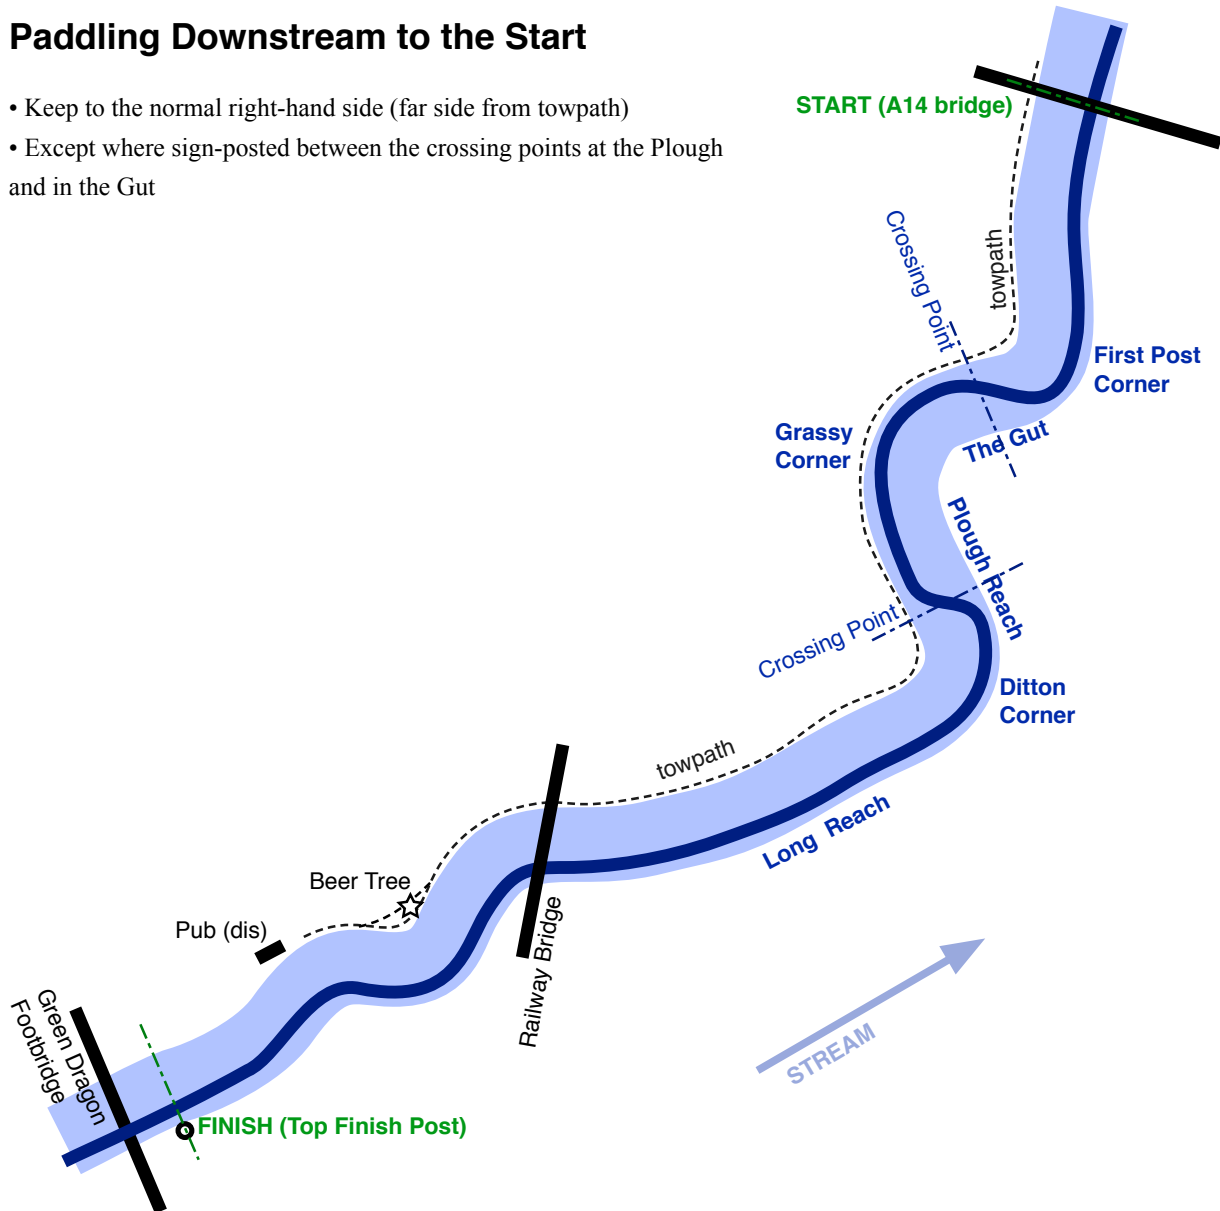 Paddling Downstream to the Start
• Keep to the normal right-hand side (far side from towpath)
• Except where sign-posted between the crossing points at the Plough
and in the Gut
START (A14 bridge)
Crossing Point
towpath
First Post
Corner
Grassy
Corner
The Gut
Plough Reach
Crossing Point
Ditton
Corner
towpath
Long Reach
Beer Tree
Pub (dis)
Railway Bridge
Green Dragon
Footbridge
STREAM
FINISH (Top Finish Post)